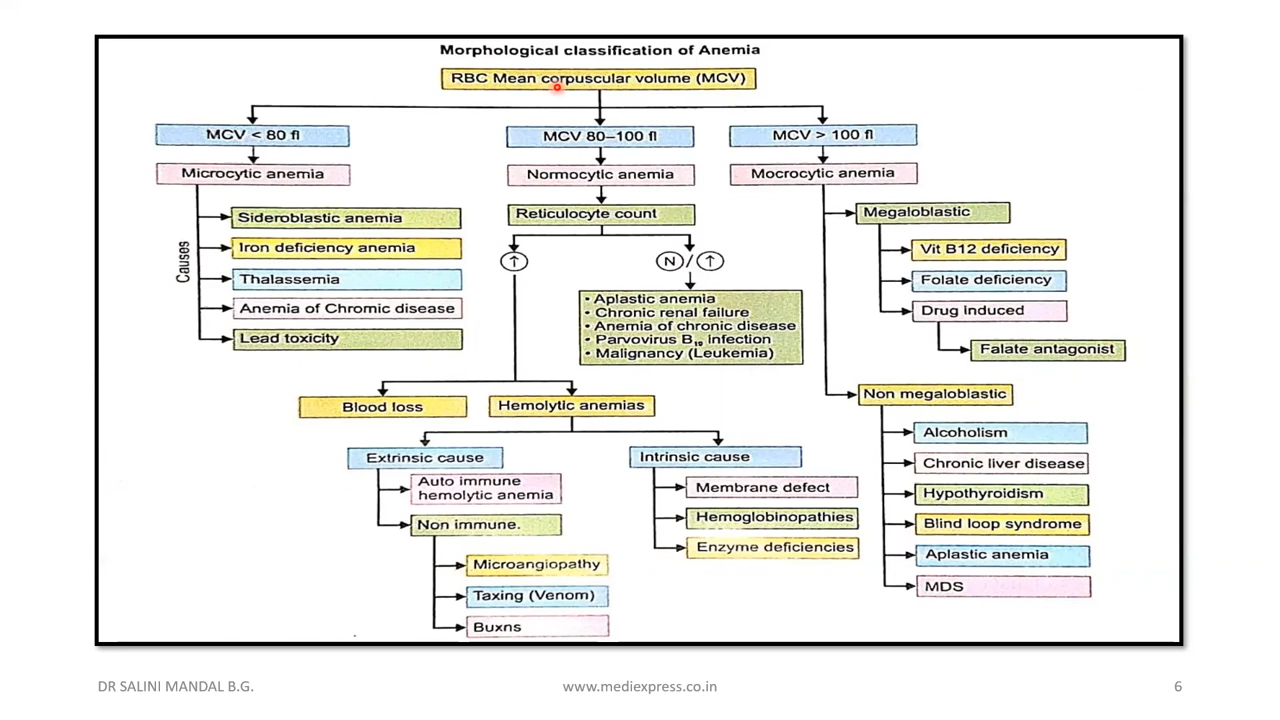 Morphological classification of Anemia
RBC Mean corpuscular volume (MCV)
MCV < 80 fl
MCV 80–100 fl
MCV > 100 fl
Microcytic anemia
Normocytic anemia
Mocrocytic anemia
Causes
Sideroblastic anemia
Iron deficiency anemia
Thalassemia
Anemia of Chromic disease
Lead toxicity
Reticulocyte count
↑
N / ↑
• Aplastic anemia
• Chronic renal failure
• Anemia of chronic disease
• Parvovirus B₁₉ infection
• Malignancy (Leukemia)
Blood loss
Hemolytic anemias
Extrinsic cause
Auto immune
hemolytic anemia
Non immune.
Microangiopathy
Taxing (Venom)
Buxns
Intrinsic cause
Membrane defect
Hemoglobinopathies
Enzyme deficiencies
Megaloblastic
Vit B12 deficiency
Folate deficiency
Drug induced
Falate antagonist
Non megaloblastic
Alcoholism
Chronic liver disease
Hypothyroidism
Blind loop syndrome
Aplastic anemia
MDS
DR SALINI MANDAL B.G.
www.mediexpress.co.in
6